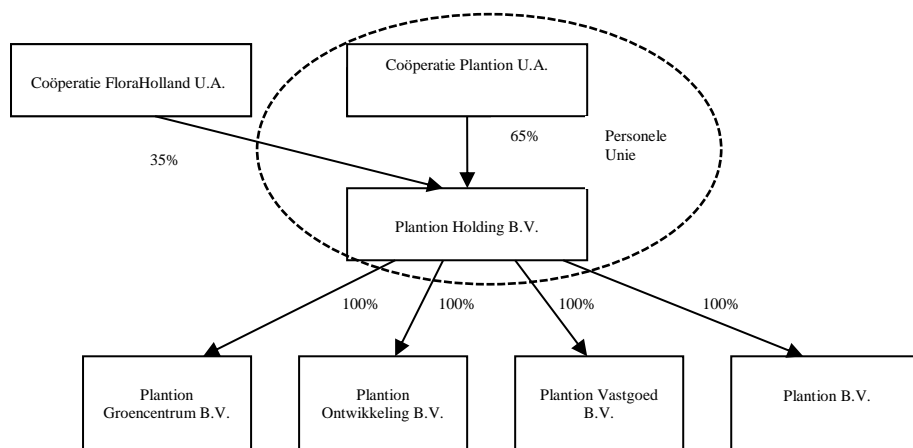 Coöperatie FloraHolland U.A.
Coöperatie Plantion U.A.
35%
65%
Personele
Unie
Plantion Holding B.V.
100%
100%
100%
100%
Plantion
Groencentrum B.V.
Plantion
Ontwikkeling B.V.
Plantion Vastgoed
B.V.
Plantion B.V.